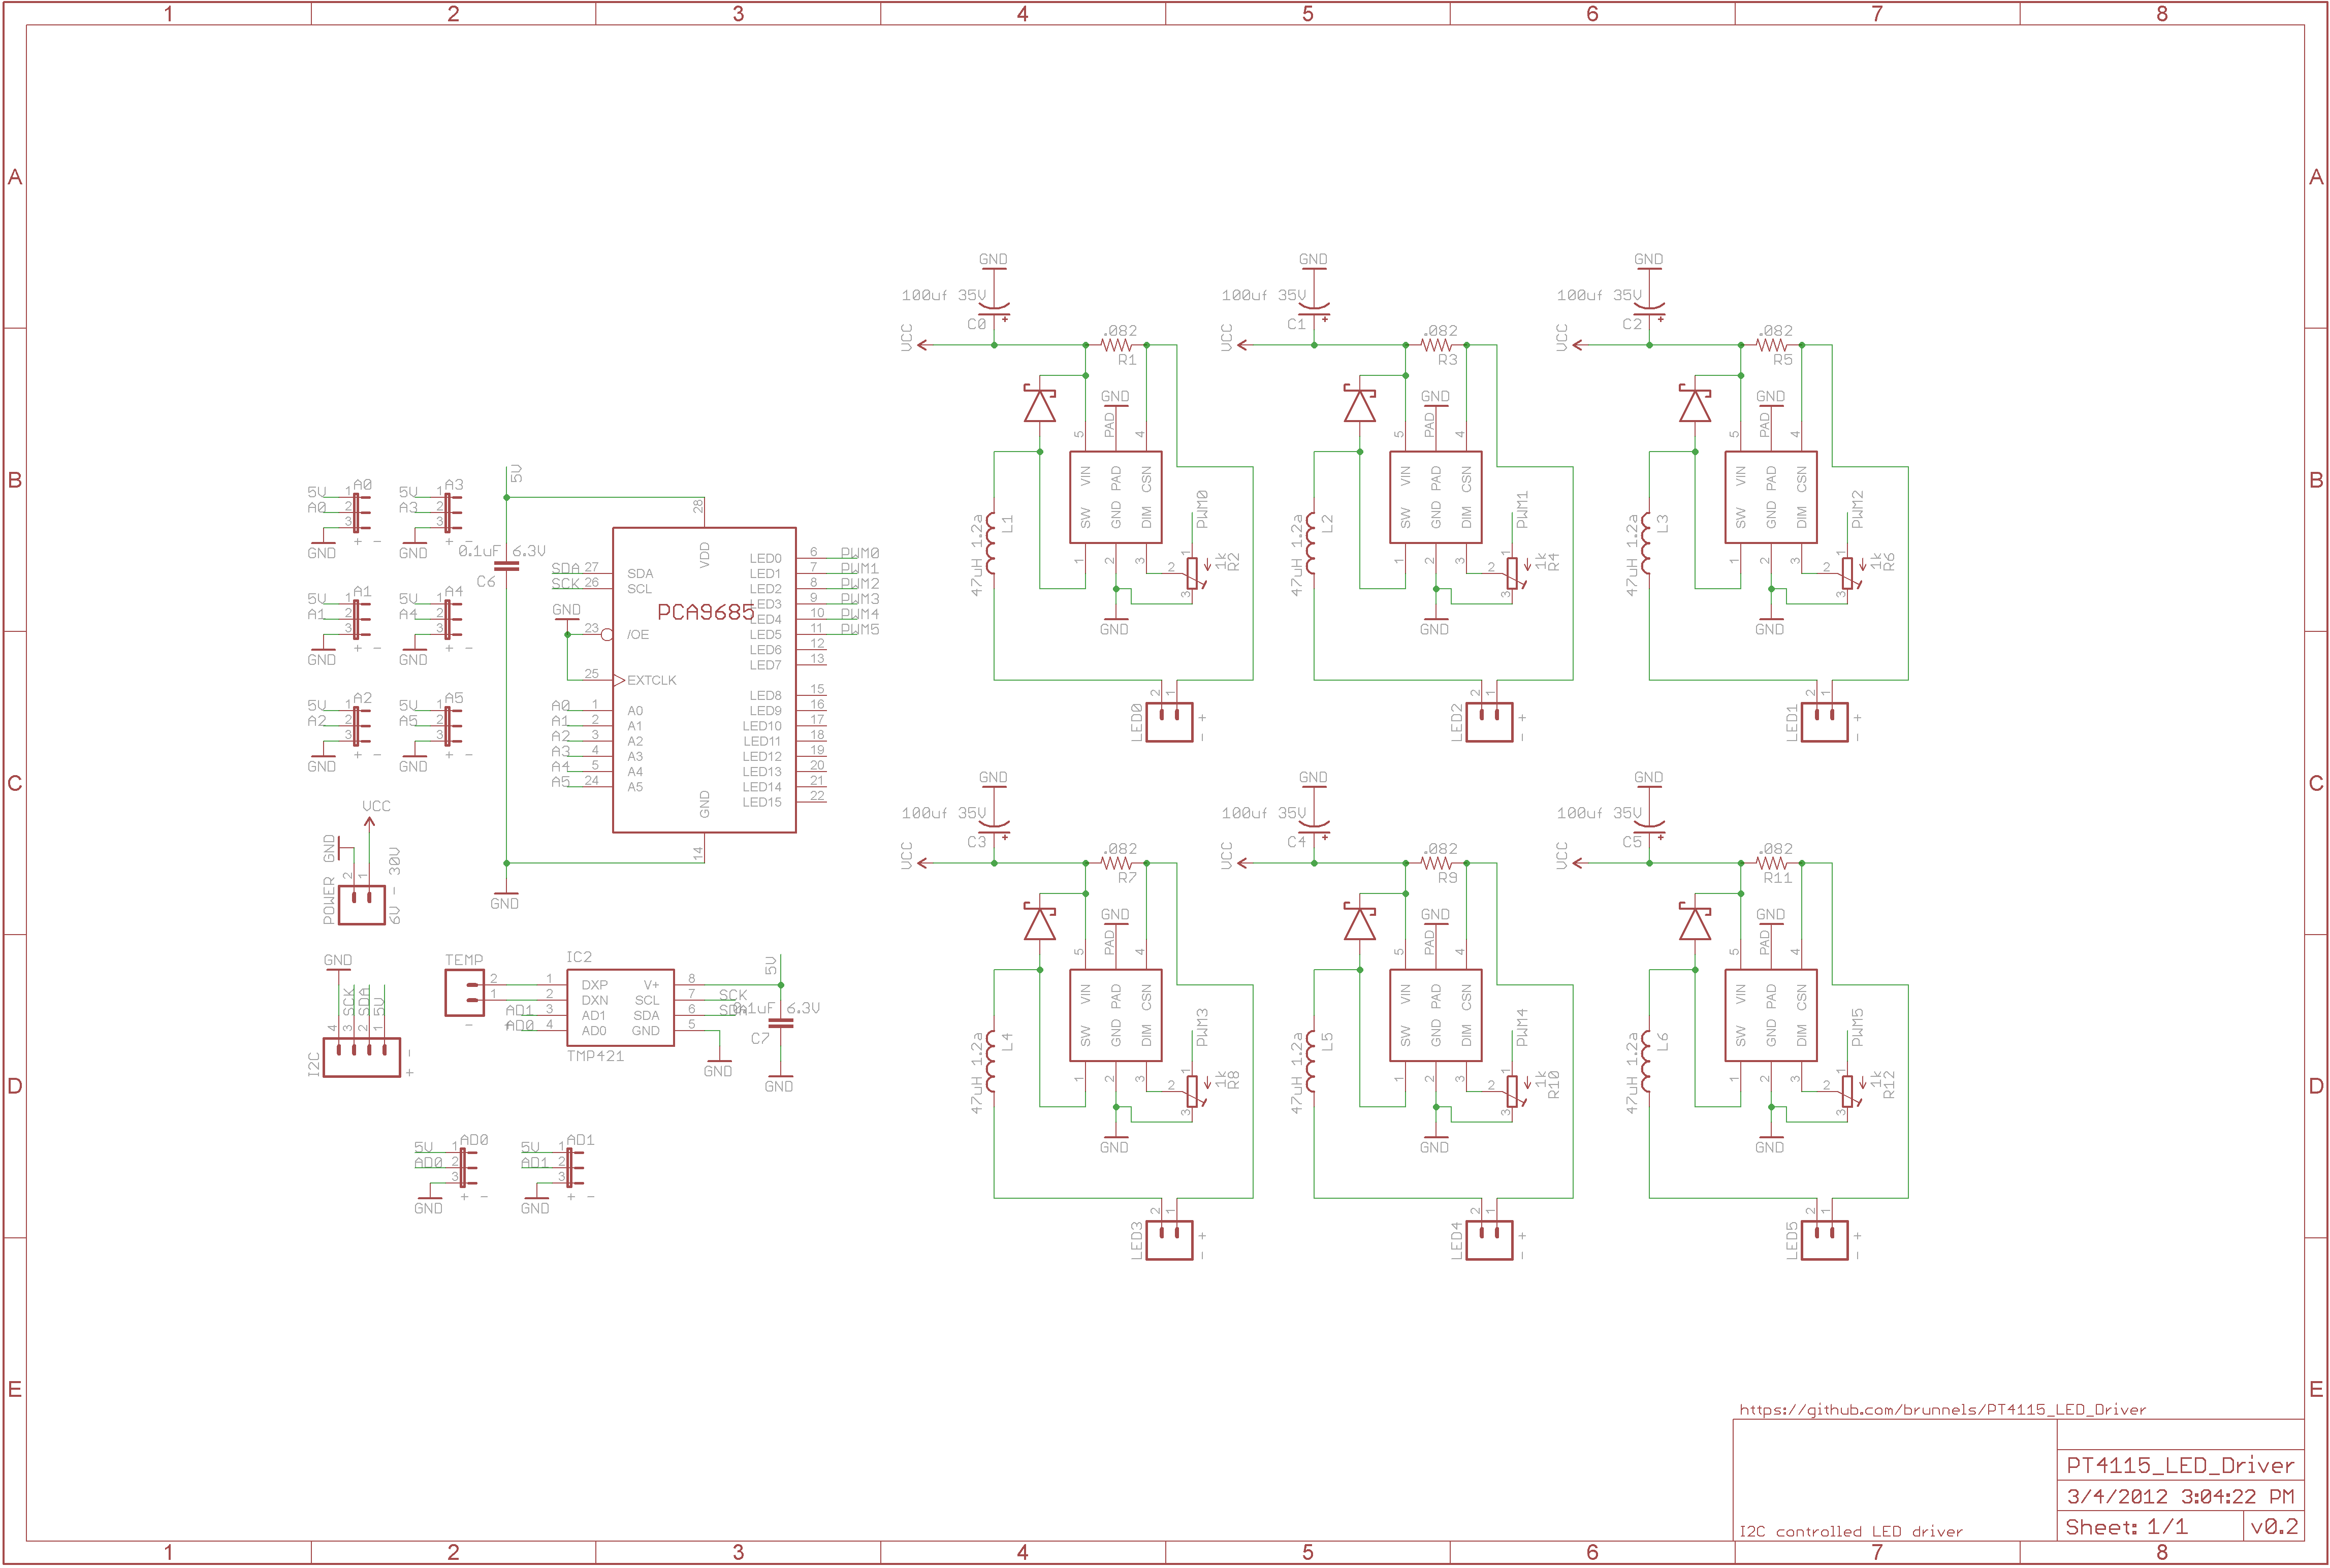 1 2 3 4 5 6 7 8
A A
B B
C C
D D
E E
5V 1 A0
A0 2
3
GND + -
5V 1 A3
A3 2
3
GND + -
5V 1 A1
A1 2
3
GND + -
5V 1 A4
A4 2
3
GND + -
5V 1 A2
A2 2
3
GND + -
5V 1 A5
A5 2
3
GND + -
VCC
GND
2 1
POWER
6V - 30V
GND
SCK
SDA
5V
4 3 2 1
I2C
- +
5V
0.1uF 6.3V
C6
GND
28
VDD
SDA 27 SDA
SCK 26 SCL
GND
PCA9685
23 /OE
25 EXTCLK
A0 1 A0
A1 2 A1
A2 3 A2
A3 4 A3
A4 5 A4
A5 24 A5
LED0 6 PWM0
LED1 7 PWM1
LED2 8 PWM2
LED3 9 PWM3
LED4 10 PWM4
LED5 11 PWM5
LED6 12
LED7 13
LED8 15
LED9 16
LED10 17
LED11 18
LED12 19
LED13 20
LED14 21
LED15 22
GND
14
TEMP
2
1
- +
IC2
1 DXP V+ 8
2 DXN SCL 7 SCK
AD1 3 AD1 SDA 6 SDA
AD0 4 AD0 GND 5
TMP421
GND
5V
0.1uF 6.3V
C7
GND
5V 1 AD0
AD0 2
3
GND + -
5V 1 AD1
AD1 2
3
GND + -
GND
100uf 35V
C0
VCC
.082
R1
GND
5 PAD 4
VIN PAD CSN
SW GND DIM
1 2 3
47uH 1.2a
L1
PWM0
1 2 3
1k
R2
GND
2 1
LED0
+ -
GND
100uf 35V
C1
VCC
.082
R3
GND
5 PAD 4
VIN PAD CSN
SW GND DIM
1 2 3
47uH 1.2a
L2
PWM1
1 2 3
1k
R4
GND
2 1
LED2
+ -
GND
100uf 35V
C2
VCC
.082
R5
GND
5 PAD 4
VIN PAD CSN
SW GND DIM
1 2 3
47uH 1.2a
L3
PWM2
1 2 3
1k
R6
GND
2 1
LED1
+ -
GND
100uf 35V
C3
VCC
.082
R7
GND
5 PAD 4
VIN PAD CSN
SW GND DIM
1 2 3
47uH 1.2a
L4
PWM3
1 2 3
1k
R8
GND
2 1
LED3
+ -
GND
100uf 35V
C4
VCC
.082
R9
GND
5 PAD 4
VIN PAD CSN
SW GND DIM
1 2 3
47uH 1.2a
L5
PWM4
1 2 3
1k
R10
GND
2 1
LED4
+ -
GND
100uf 35V
C5
VCC
.082
R11
GND
5 PAD 4
VIN PAD CSN
SW GND DIM
1 2 3
47uH 1.2a
L6
PWM5
1 2 3
1k
R12
GND
2 1
LED5
+ -
https://github.com/brunnels/PT4115_LED_Driver
PT4115_LED_Driver
3/4/2012 3:04:22 PM
I2C controlled LED driver
Sheet: 1/1 v0.2
1 2 3 4 5 6 7 8